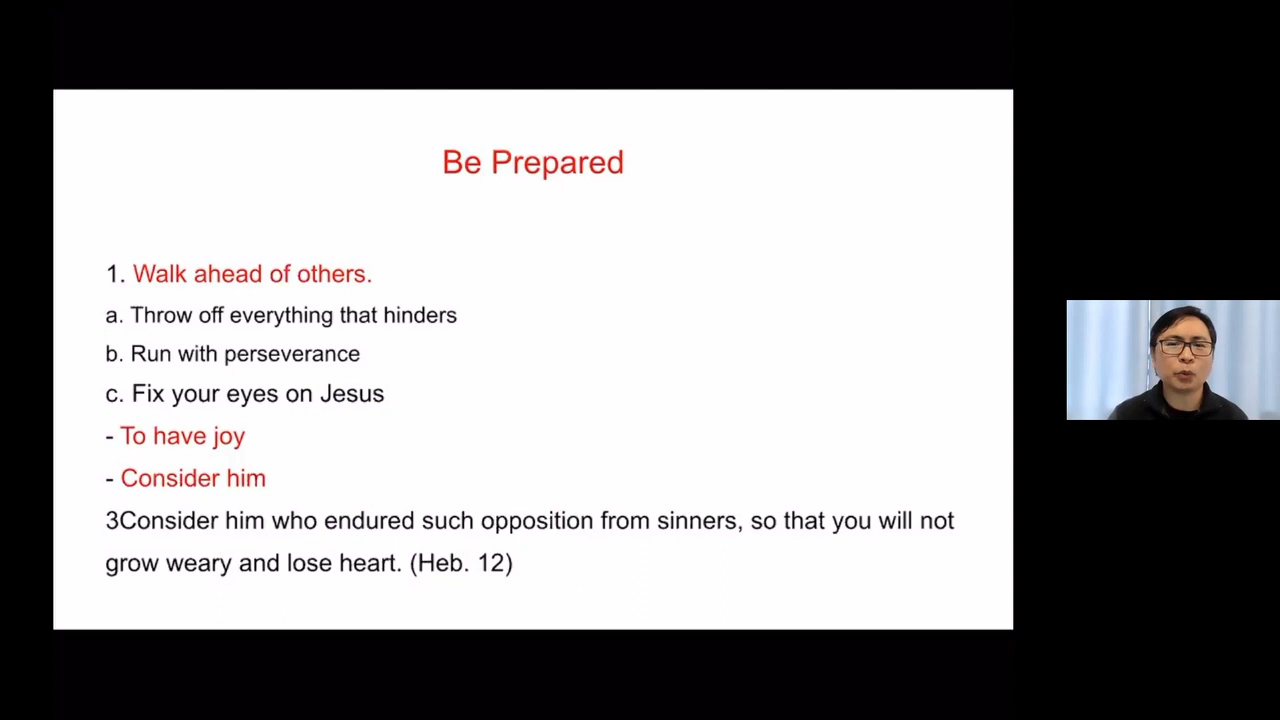 Be Prepared
1. Walk ahead of others.
a. Throw off everything that hinders
b. Run with perseverance
c. Fix your eyes on Jesus
- To have joy
- Consider him
3Consider him who endured such opposition from sinners, so that you will not
grow weary and lose heart. (Heb. 12)